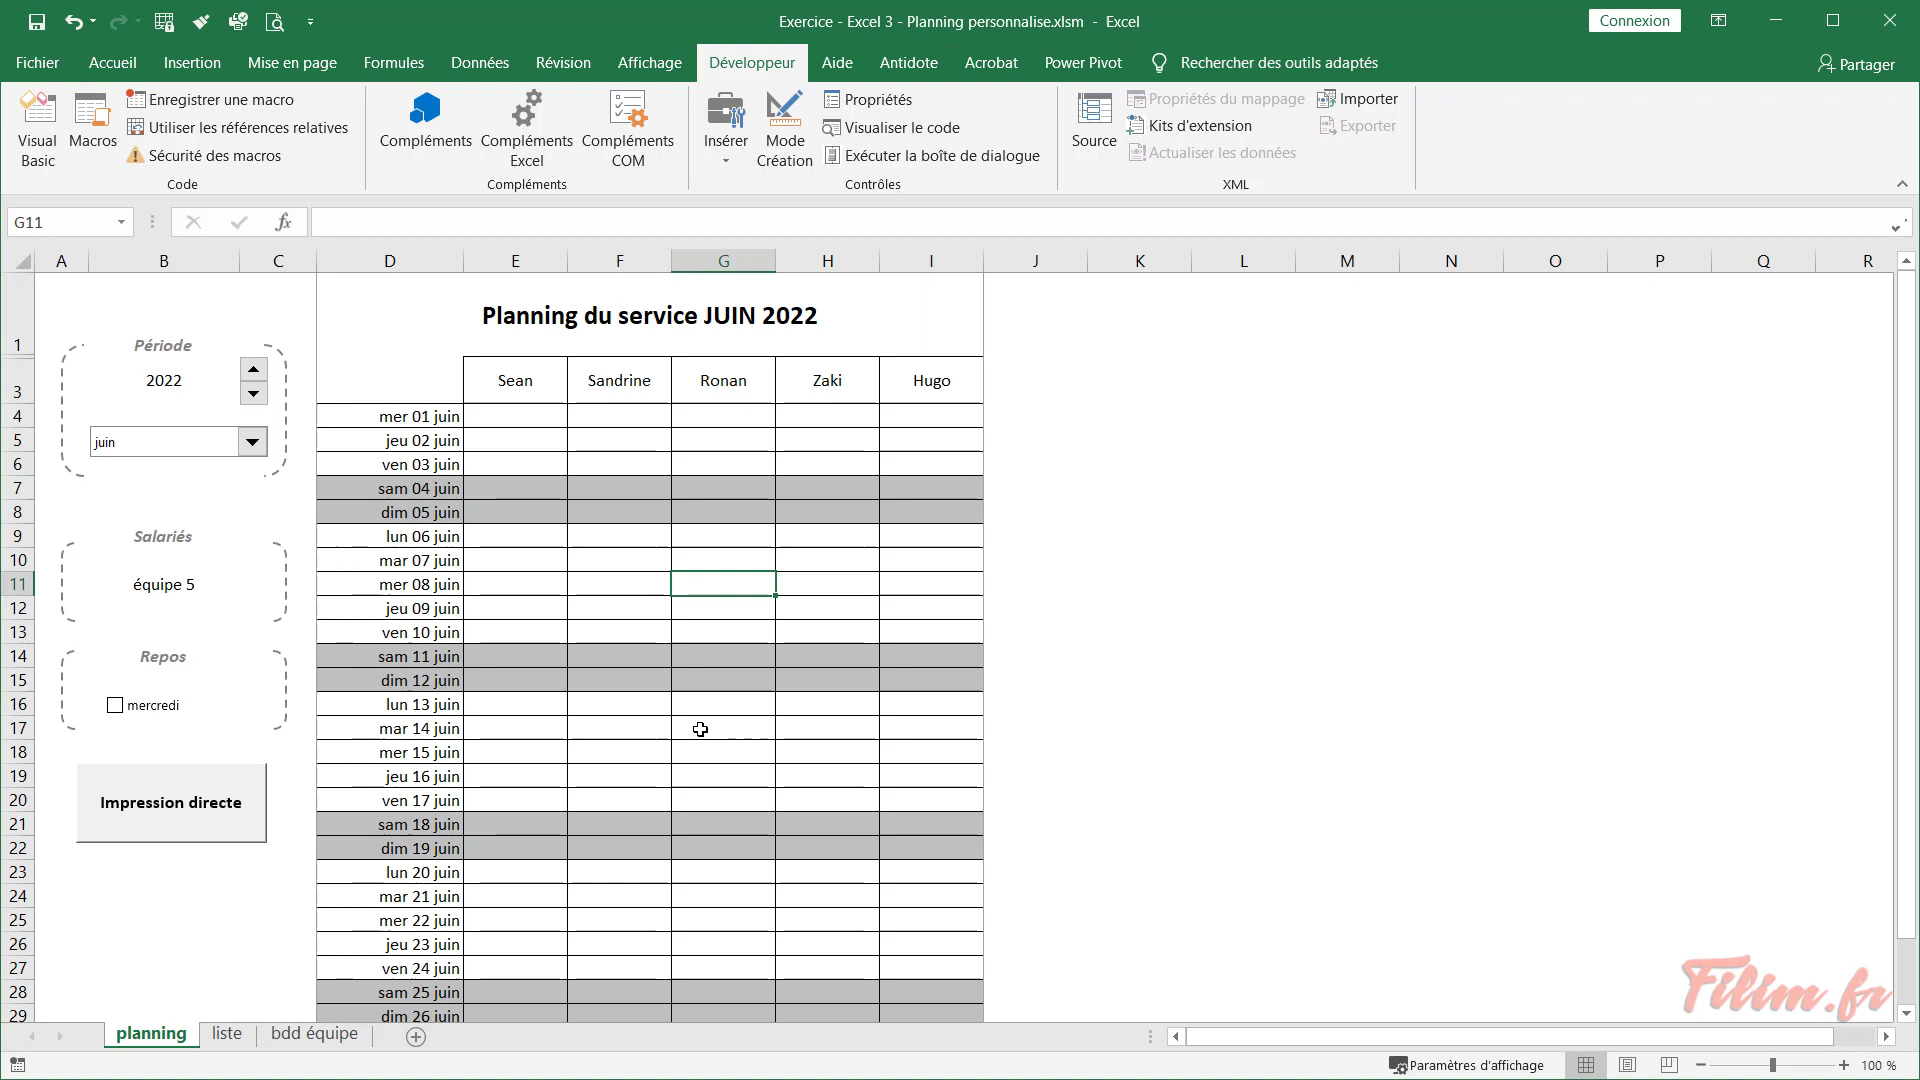 Exercice - Excel 3 - Planning personnalise.xlsm - Excel
Connexion
Fichier Accueil Insertion Mise en page Formules Données Révision Affichage Développeur Aide Antidote Acrobat Power Pivot Rechercher des outils adaptés Partager
Visual Basic
Macros
Enregistrer une macro
Utiliser les références relatives
Sécurité des macros
Code
Compléments
Compléments Excel
Compléments COM
Compléments
Insérer
Mode Création
Propriétés
Visualiser le code
Exécuter la boîte de dialogue
Contrôles
Source
Propriétés du mappage
Kits d'extension
Actualiser les données
Importer
Exporter
XML
G11
fx
A B C D E F G H I J K L M N O P Q R
Planning du service JUIN 2022
1
Période
2022
juin
Salariés
équipe 5
Repos
mercredi
Impression directe
3 Sean Sandrine Ronan Zaki Hugo
4 mer 01 juin
5 jeu 02 juin
6 ven 03 juin
7 sam 04 juin
8 dim 05 juin
9 lun 06 juin
10 mar 07 juin
11 mer 08 juin
12 jeu 09 juin
13 ven 10 juin
14 sam 11 juin
15 dim 12 juin
16 lun 13 juin
17 mar 14 juin
18 mer 15 juin
19 jeu 16 juin
20 ven 17 juin
21 sam 18 juin
22 dim 19 juin
23 lun 20 juin
24 mar 21 juin
25 mer 22 juin
26 jeu 23 juin
27 ven 24 juin
28 sam 25 juin
29 dim 26 juin
Filim.fr
planning liste bdd équipe
Paramètres d'affichage
100 %